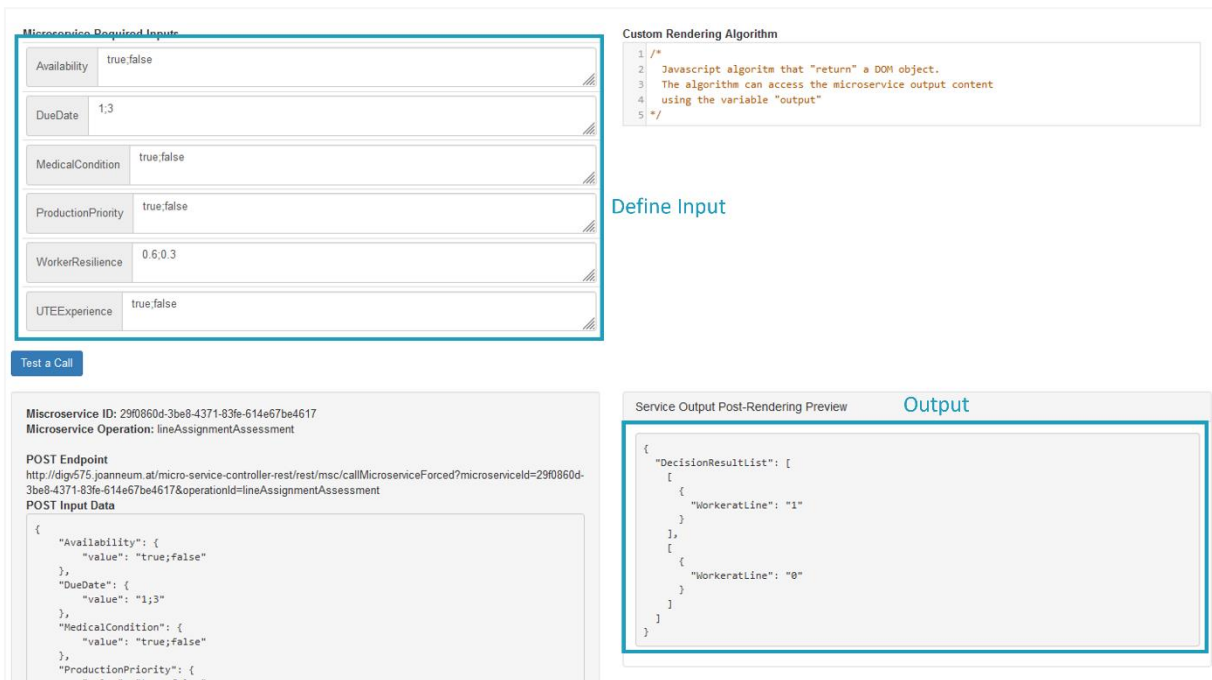 Microservice Required Inputs
Availability true;false
DueDate 1;3
MedicalCondition true;false
ProductionPriority true;false
WorkerResilience 0.6;0.3
UTEExperience true;false
Define Input
Custom Rendering Algorithm
1 /*
2 Javascript algoritm that "return" a DOM object.
3 The algorithm can access the microservice output content
4 using the variable "output"
5 */
Test a Call
Miscroservice ID: 29f0860d-3be8-4371-83fe-614e67be4617
Microservice Operation: lineAssignmentAssessment
POST Endpoint
http://digv575.joanneum.at/micro-service-controller-rest/rest/msc/callMicroserviceForced?microserviceId=29f0860d-
3be8-4371-83fe-614e67be4617&operationId=lineAssignmentAssessment
POST Input Data
{
"Availability": {
"value": "true;false"
},
"DueDate": {
"value": "1;3"
},
"MedicalCondition": {
"value": "true;false"
},
"ProductionPriority": {
Service Output Post-Rendering Preview
Output
{
"DecisionResultList": [
[
{
"WorkeratLine": "1"
}
],
[
{
"WorkeratLine": "0"
}
]
]
}